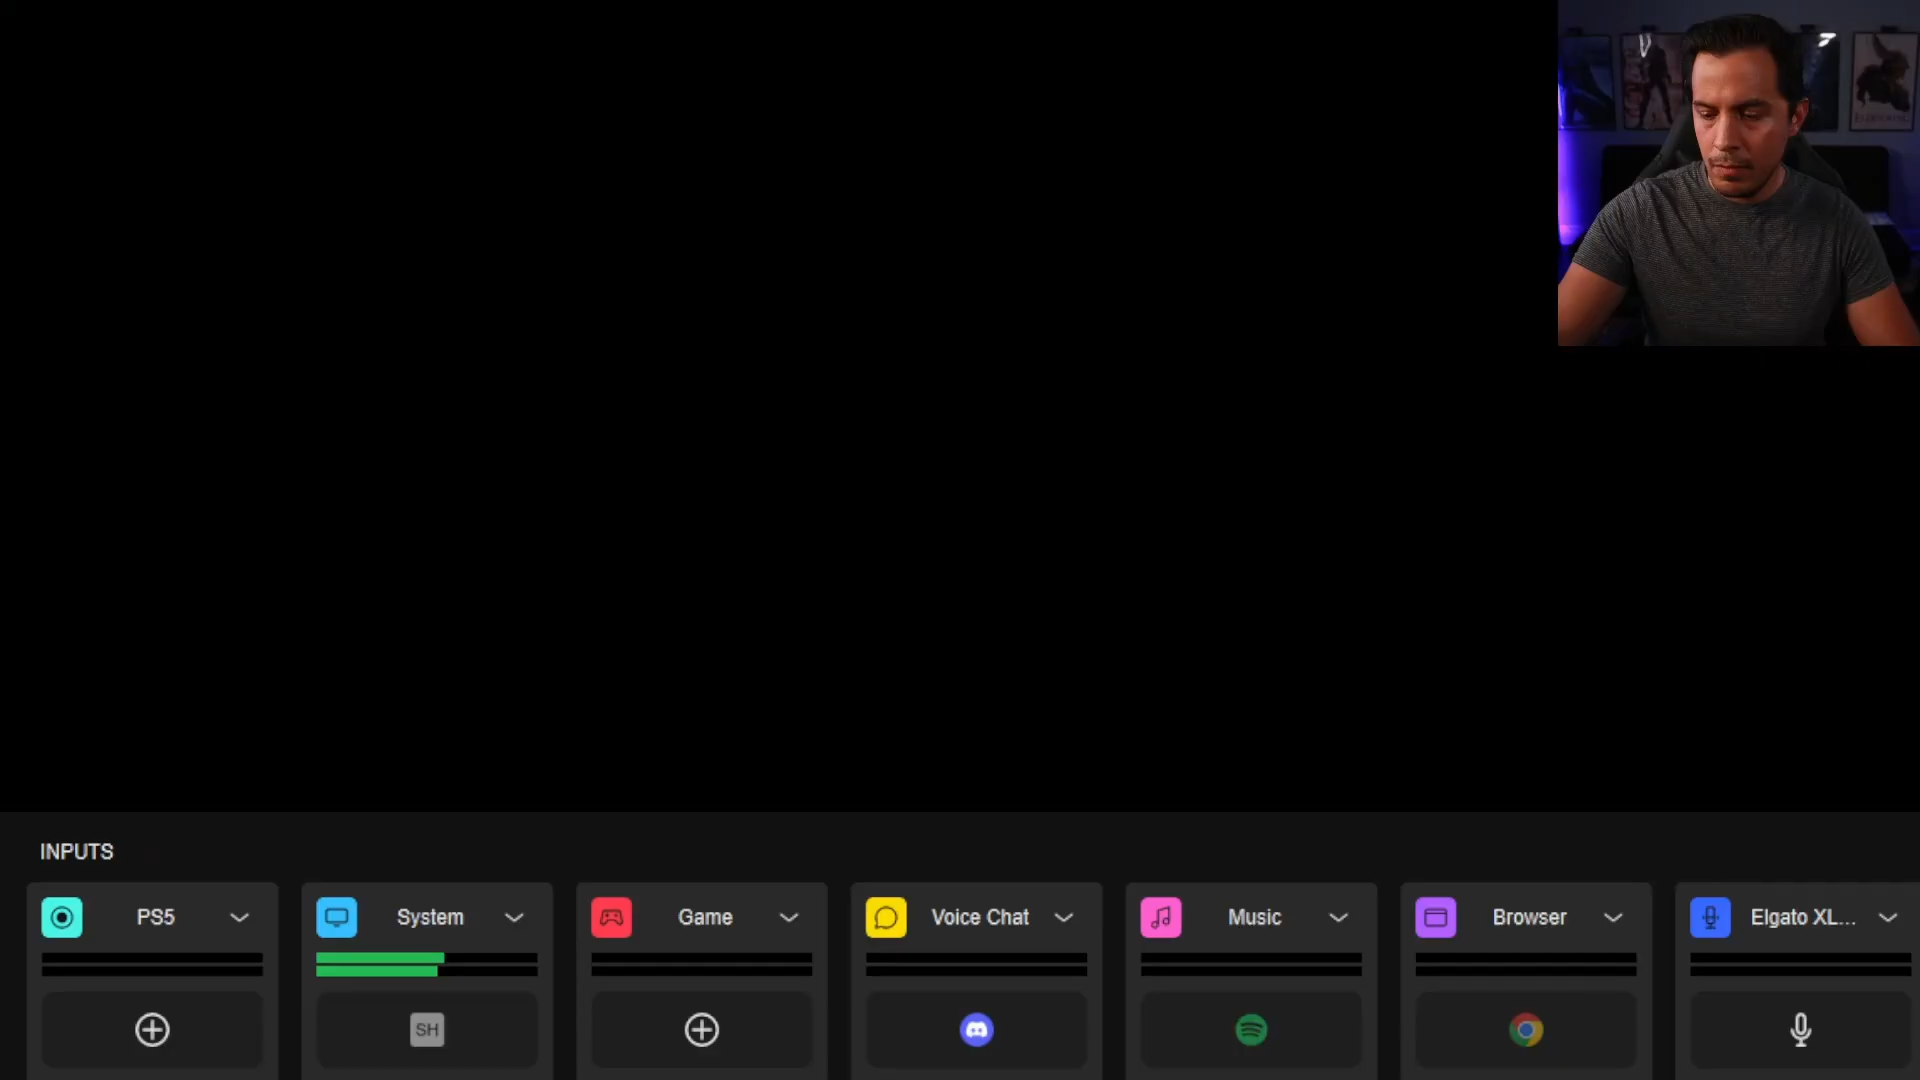 INPUTS
PS5
System
Game
Voice Chat
Music
Browser
Elgato XL...
SH